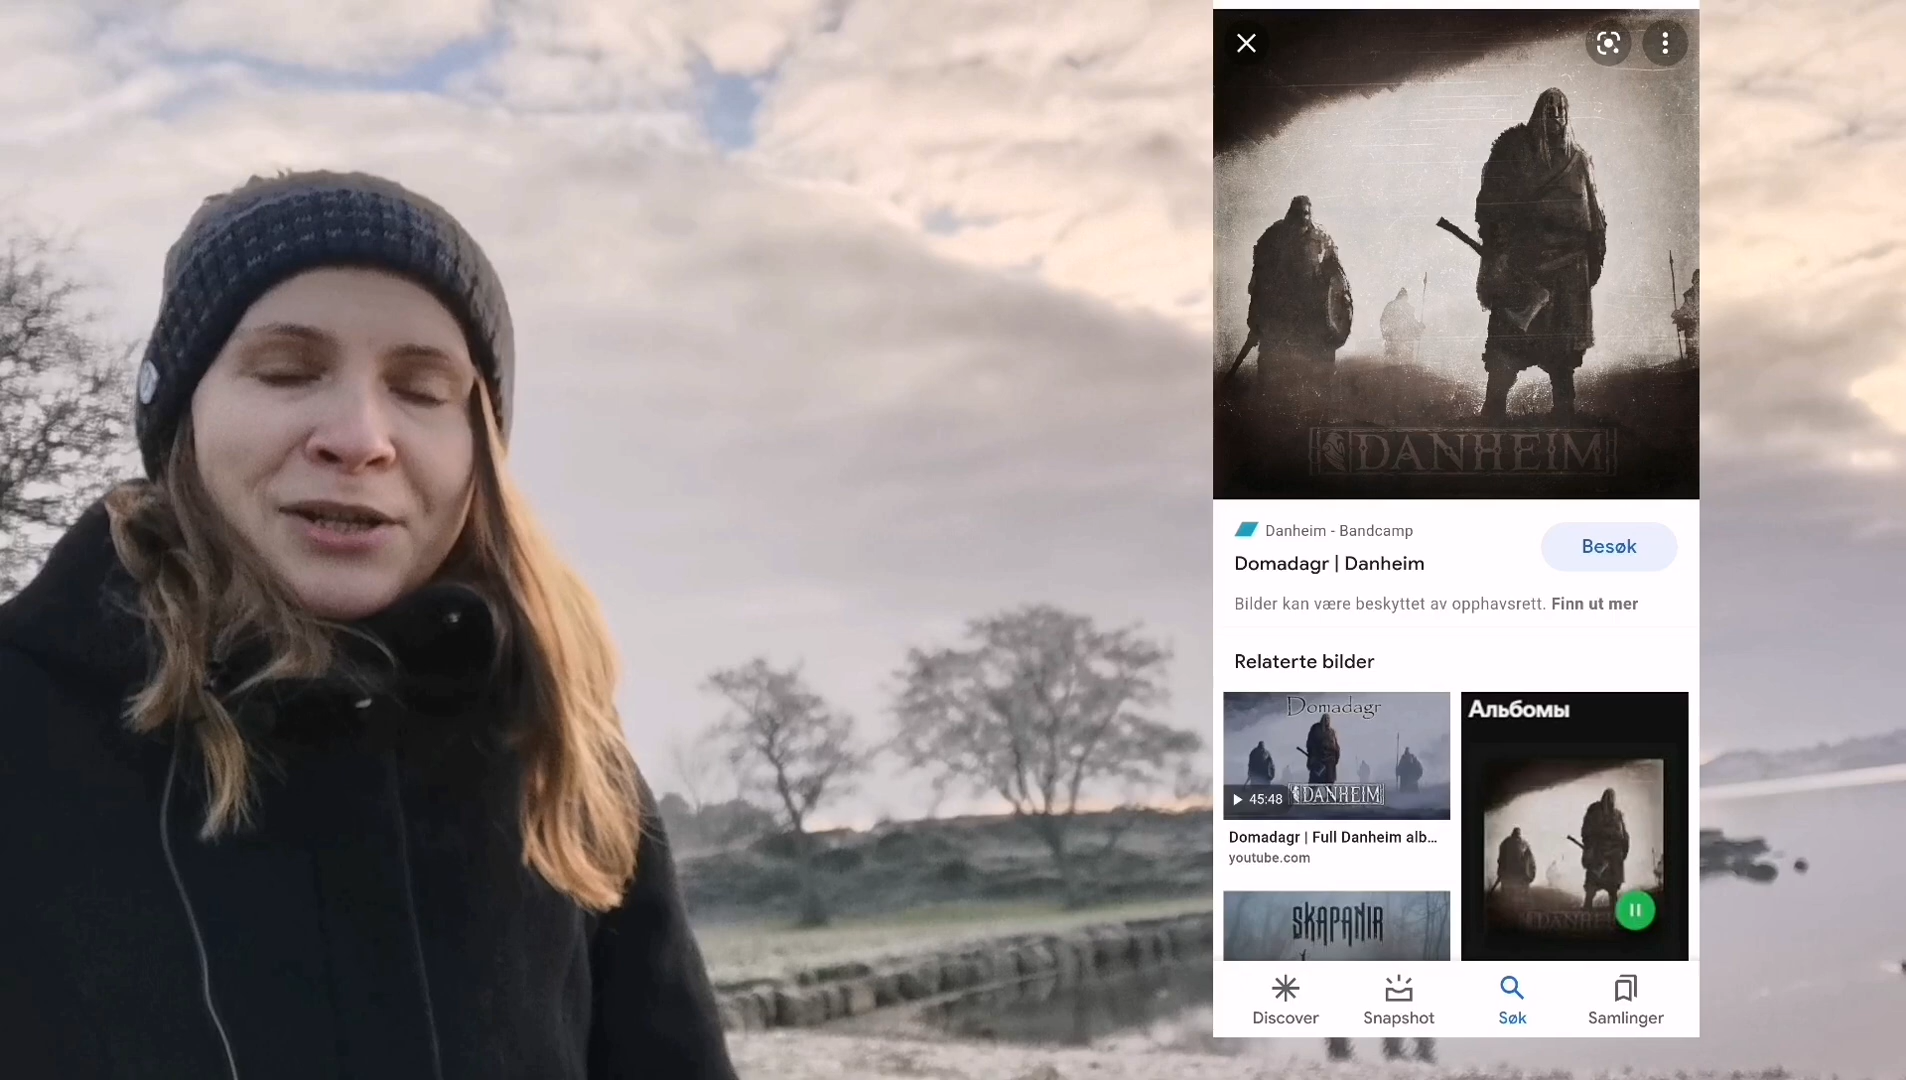 DANHEIM
Danheim - Bandcamp
Domadagr | Danheim
Besøk
Bilder kan være beskyttet av opphavsrett. Finn ut mer
Relaterte bilder
Domadagr
45:48
DANHEIM
Domadagr | Full Danheim alb...
youtube.com
Альбомы
DANHEIM
SKAPANIR
Discover
Snapshot
Søk
Samlinger